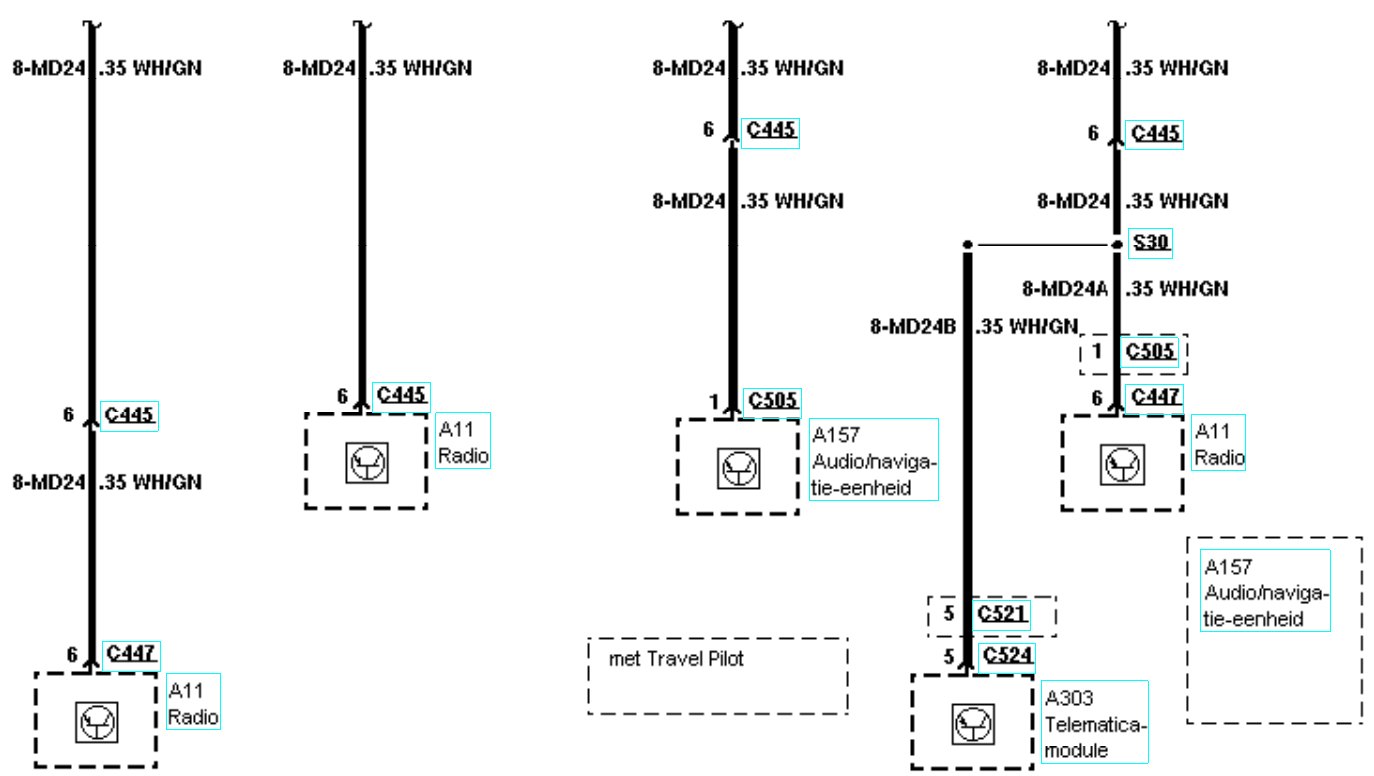 8-MD24 .35 WH/GN
8-MD24 .35 WH/GN
8-MD24 .35 WH/GN
8-MD24 .35 WH/GN
6 C445
6 C445
8-MD24 .35 WH/GN
8-MD24 .35 WH/GN
S30
8-MD24A .35 WH/GN
8-MD24B .35 WH/GN
1 C505
6 C445
6 C445
1 C505
6 C447
A11
Radio
A157
Audio/naviga-
tie-eenheid
A11
Radio
8-MD24 .35 WH/GN
A157
Audio/naviga-
tie-eenheid
5 C521
6 C447
met Travel Pilot
5 C524
A11
Radio
A303
Telematica-
module